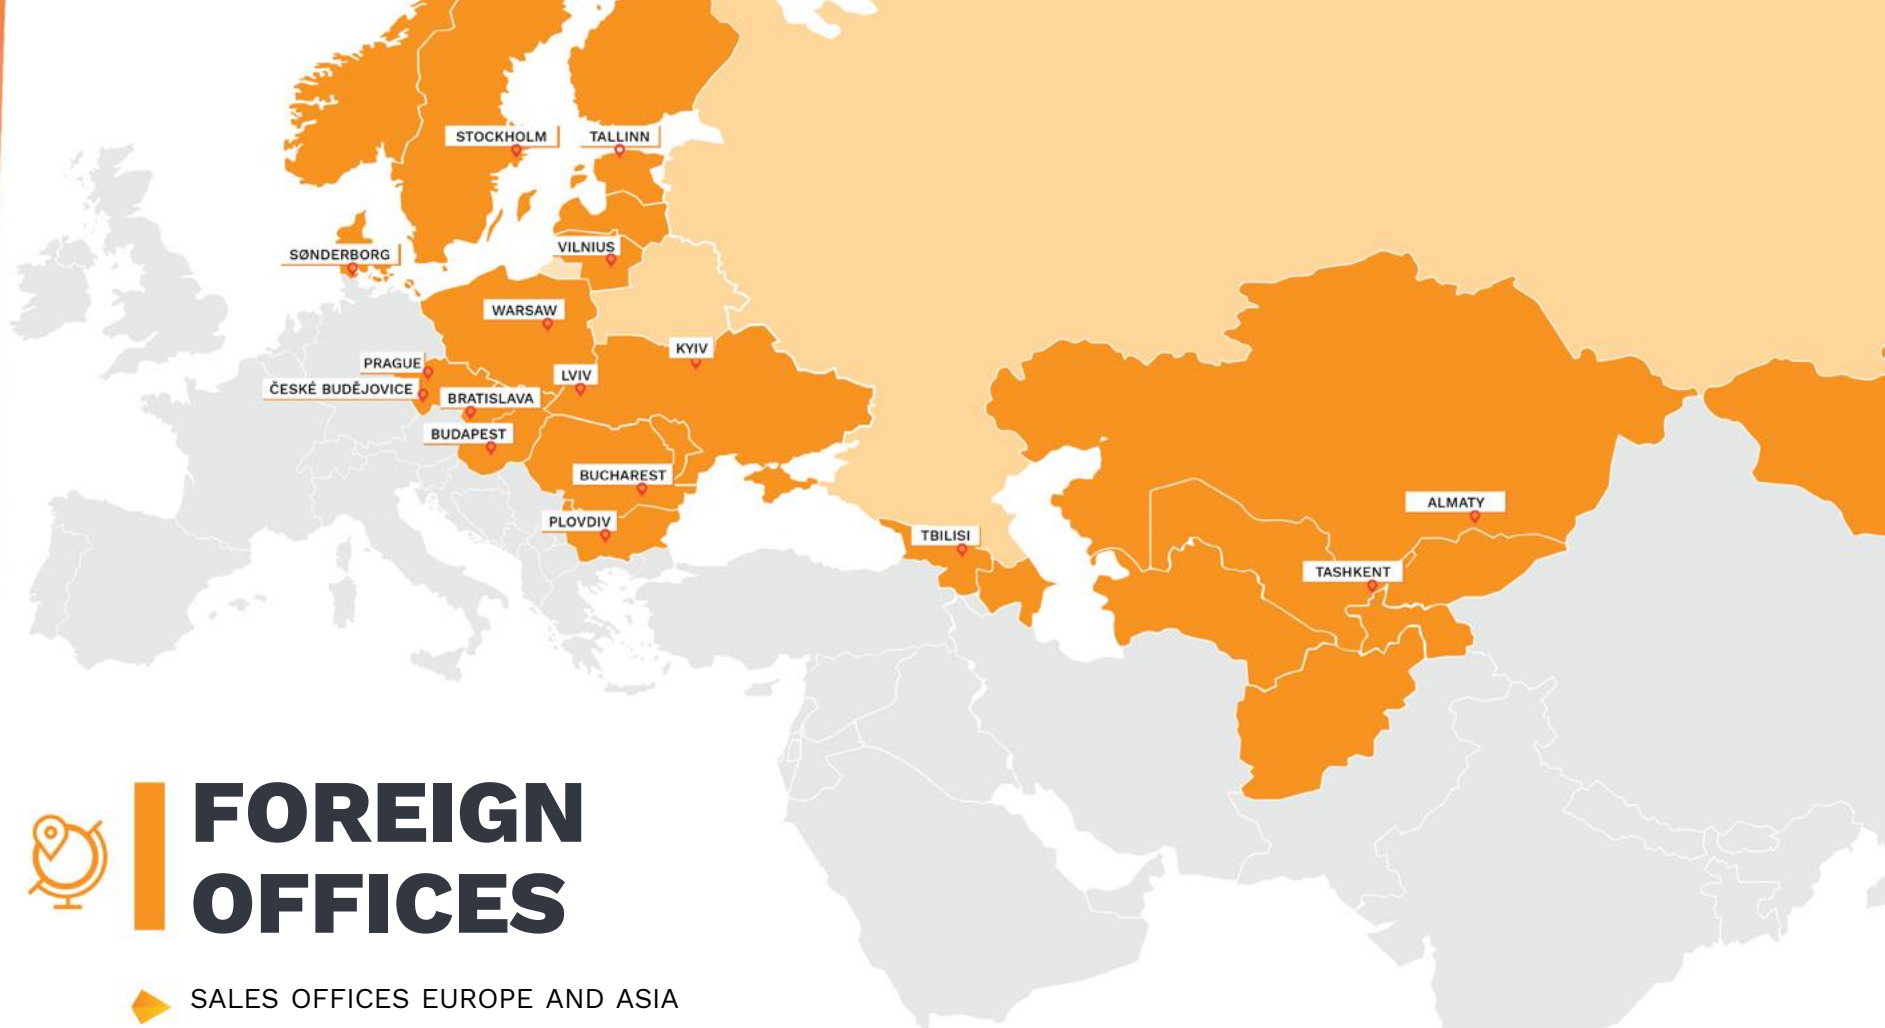 STOCKHOLM
TALLINN
VILNIUS
SØNDERBORG
WARSAW
KYIV
PRAGUE
LVIV
ČESKÉ BUDĚJOVICE
BRATISLAVA
BUDAPEST
BUCHAREST
ALMATY
PLOVDIV
TBILISI
TASHKENT
FOREIGN
OFFICES
SALES OFFICES EUROPE AND ASIA